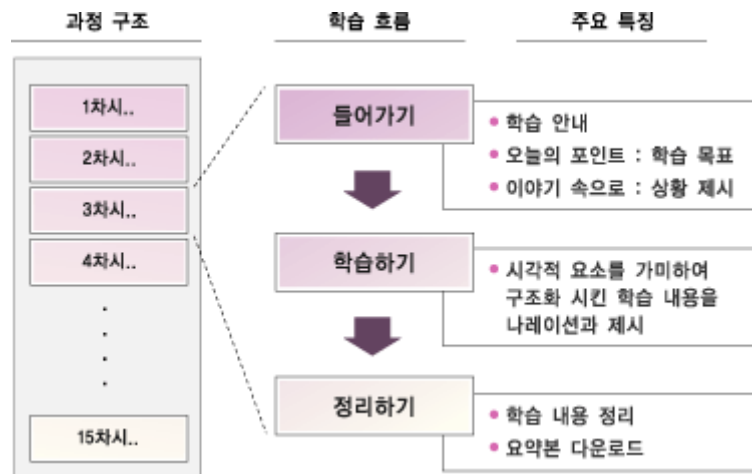 과정 구조
학습 흐름
주요 특징
1차시..
2차시..
3차시..
4차시..
15차시..
들어가기
• 학습 안내
• 오늘의 포인트 : 학습 목표
• 이야기 속으로 : 상황 제시
학습하기
• 시각적 요소를 가미하여
구조화 시킨 학습 내용을
나레이션과 제시
정리하기
• 학습 내용 정리
• 요약본 다운로드